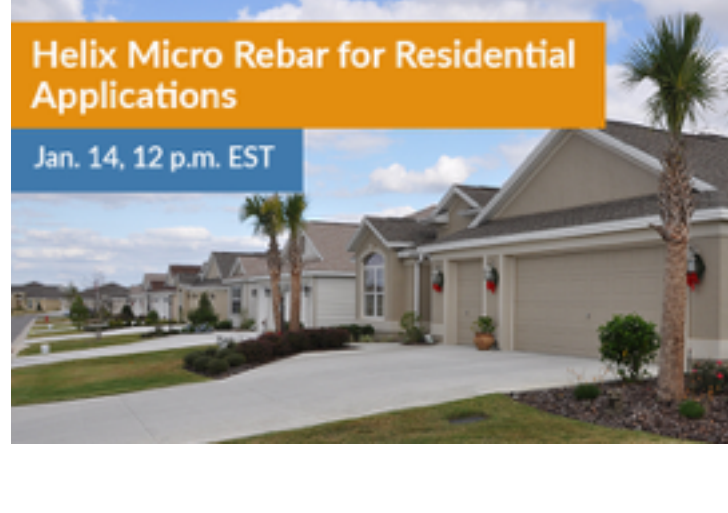 Helix Micro Rebar for Residential
Applications
Jan. 14, 12 p.m. EST